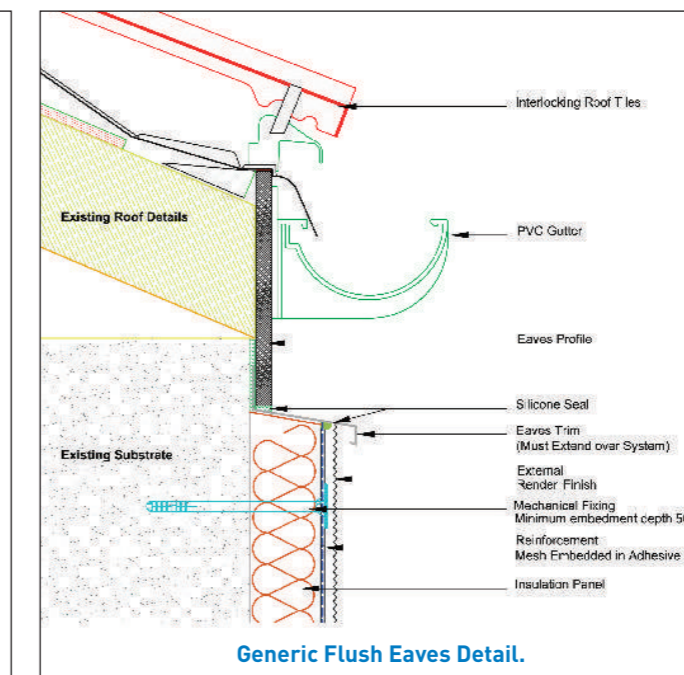 Interlocking Roof Tiles
Existing Roof Details
PVC Gutter
Eaves Profile
Silicone Seal
Eaves Trim
(Must Extend over System)
Existing Substrate
External
Render Finish
Mechanical Fixing
Minimum embedment depth 50
Reinforcement
Mesh Embedded in Adhesive
Insulation Panel
Generic Flush Eaves Detail.